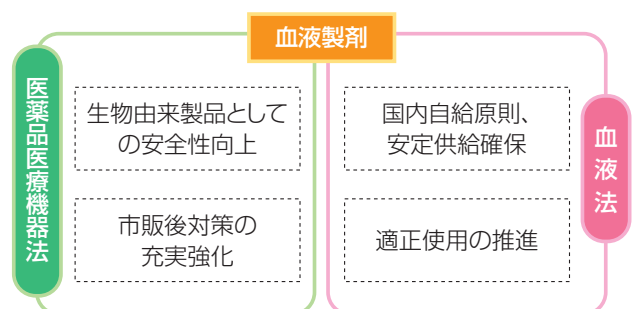 血液製剤
医薬品医療機器法
生物由来製品として
の安全性向上
市販後対策の
充実強化
国内自給原則、
安定供給確保
適正使用の推進
血液法